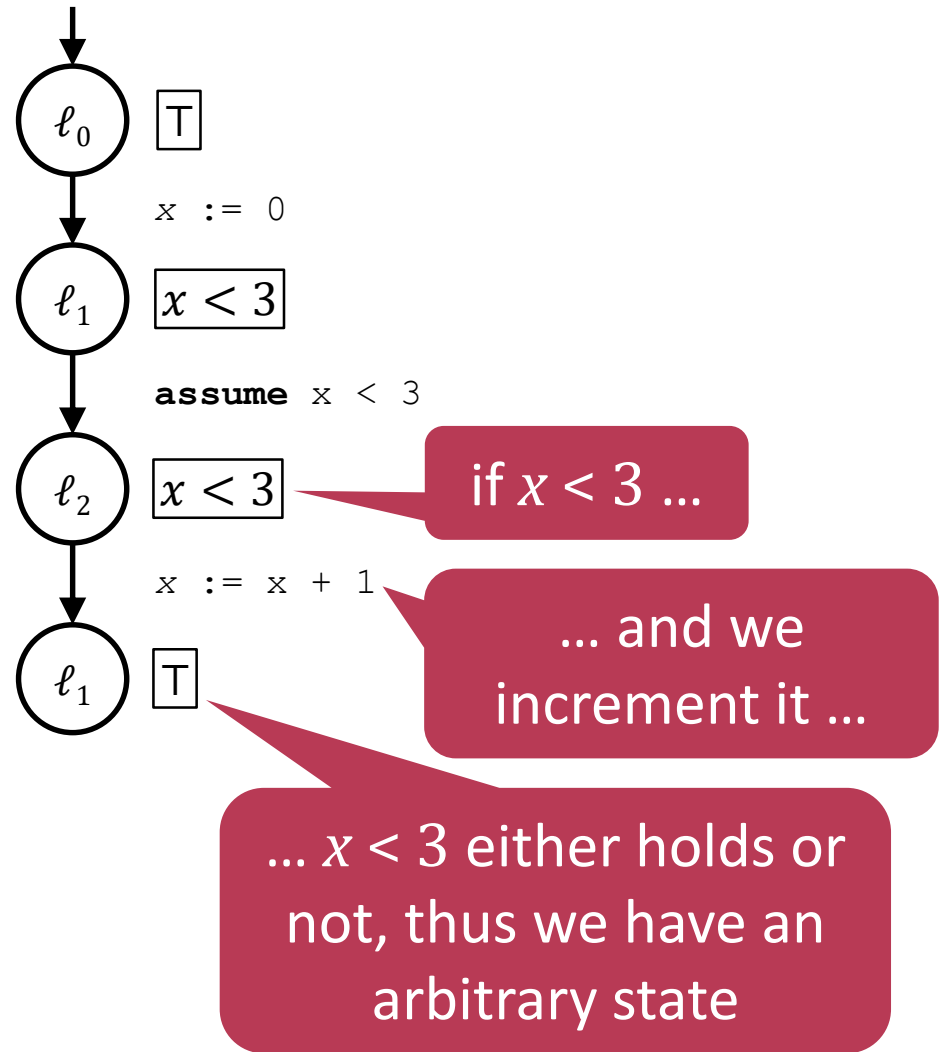 ℓ0 ⊤
x := 0
ℓ1 x < 3
assume x < 3
ℓ2 x < 3
if x < 3 …
x := x + 1
… and we
increment it …
ℓ1 ⊤
… x < 3 either holds or
not, thus we have an
arbitrary state